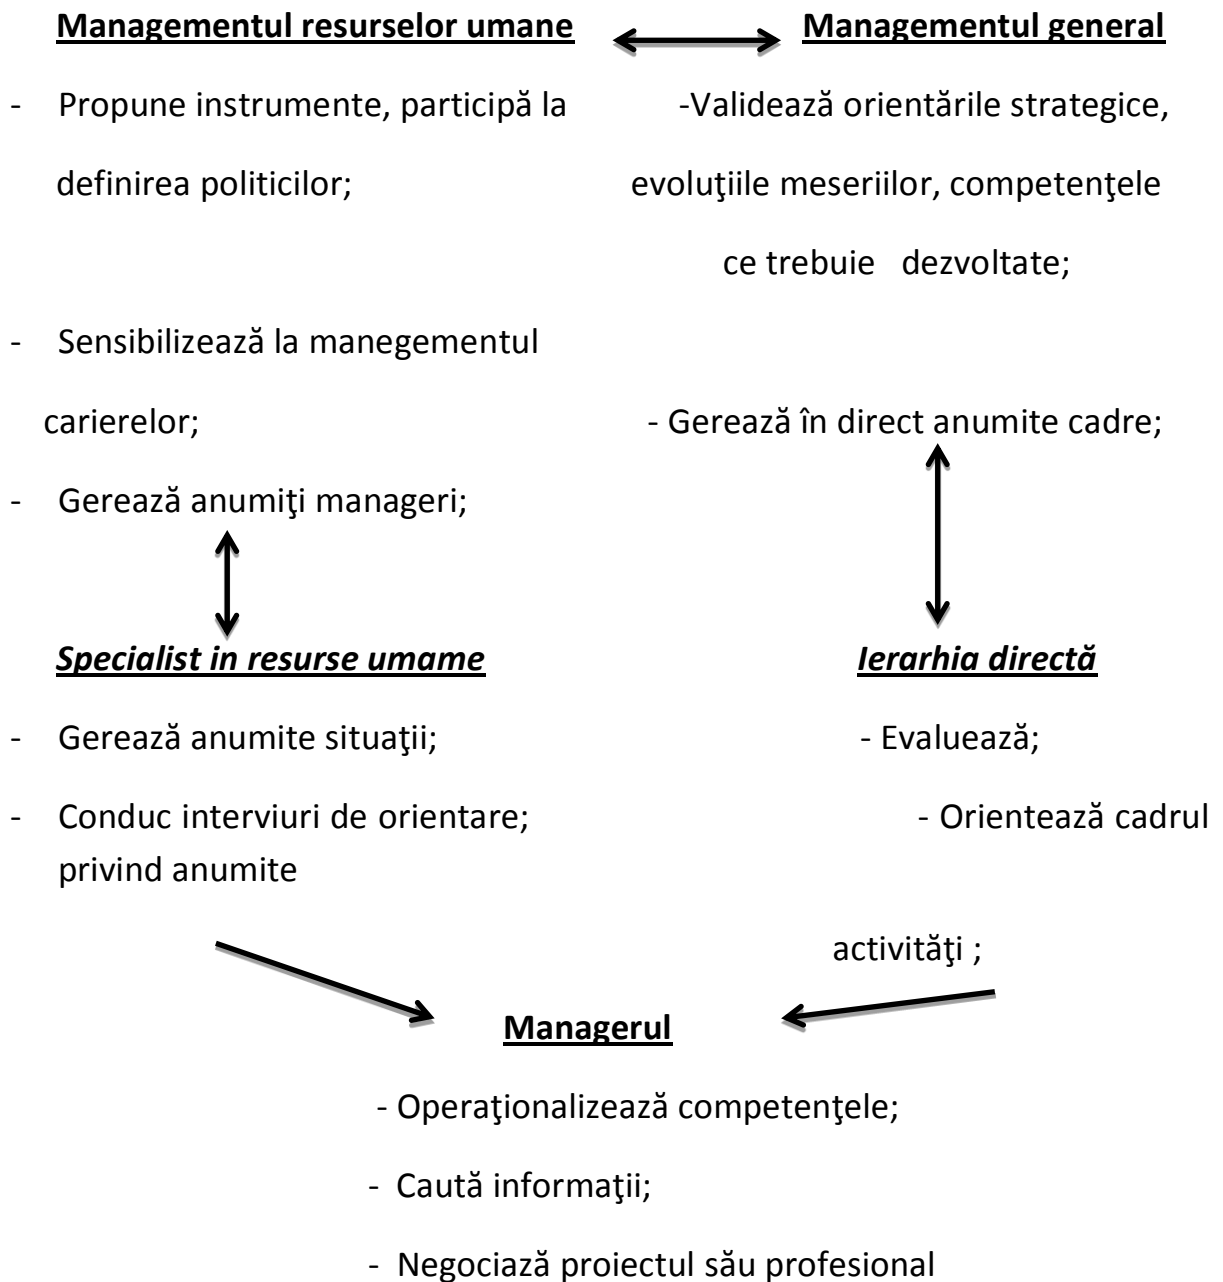 Managementul resurselor umane Managementul general
- Propune instrumente, participă la -Validează orientările strategice,
definirea politicilor; evoluţiile meseriilor, competenţele
ce trebuie dezvoltate;
- Sensibilizează la manegementul
carierelor; - Gerează în direct anumite cadre;
- Gerează anumiţi manageri;
Specialist in resurse umame Ierarhia directă
- Gerează anumite situaţii; - Evaluează;
- Conduc interviuri de orientare; - Orientează cadrul
privind anumite
activităţi ;
Managerul
- Operaţionalizează competenţele;
- Caută informaţii;
- Negociază proiectul său profesional